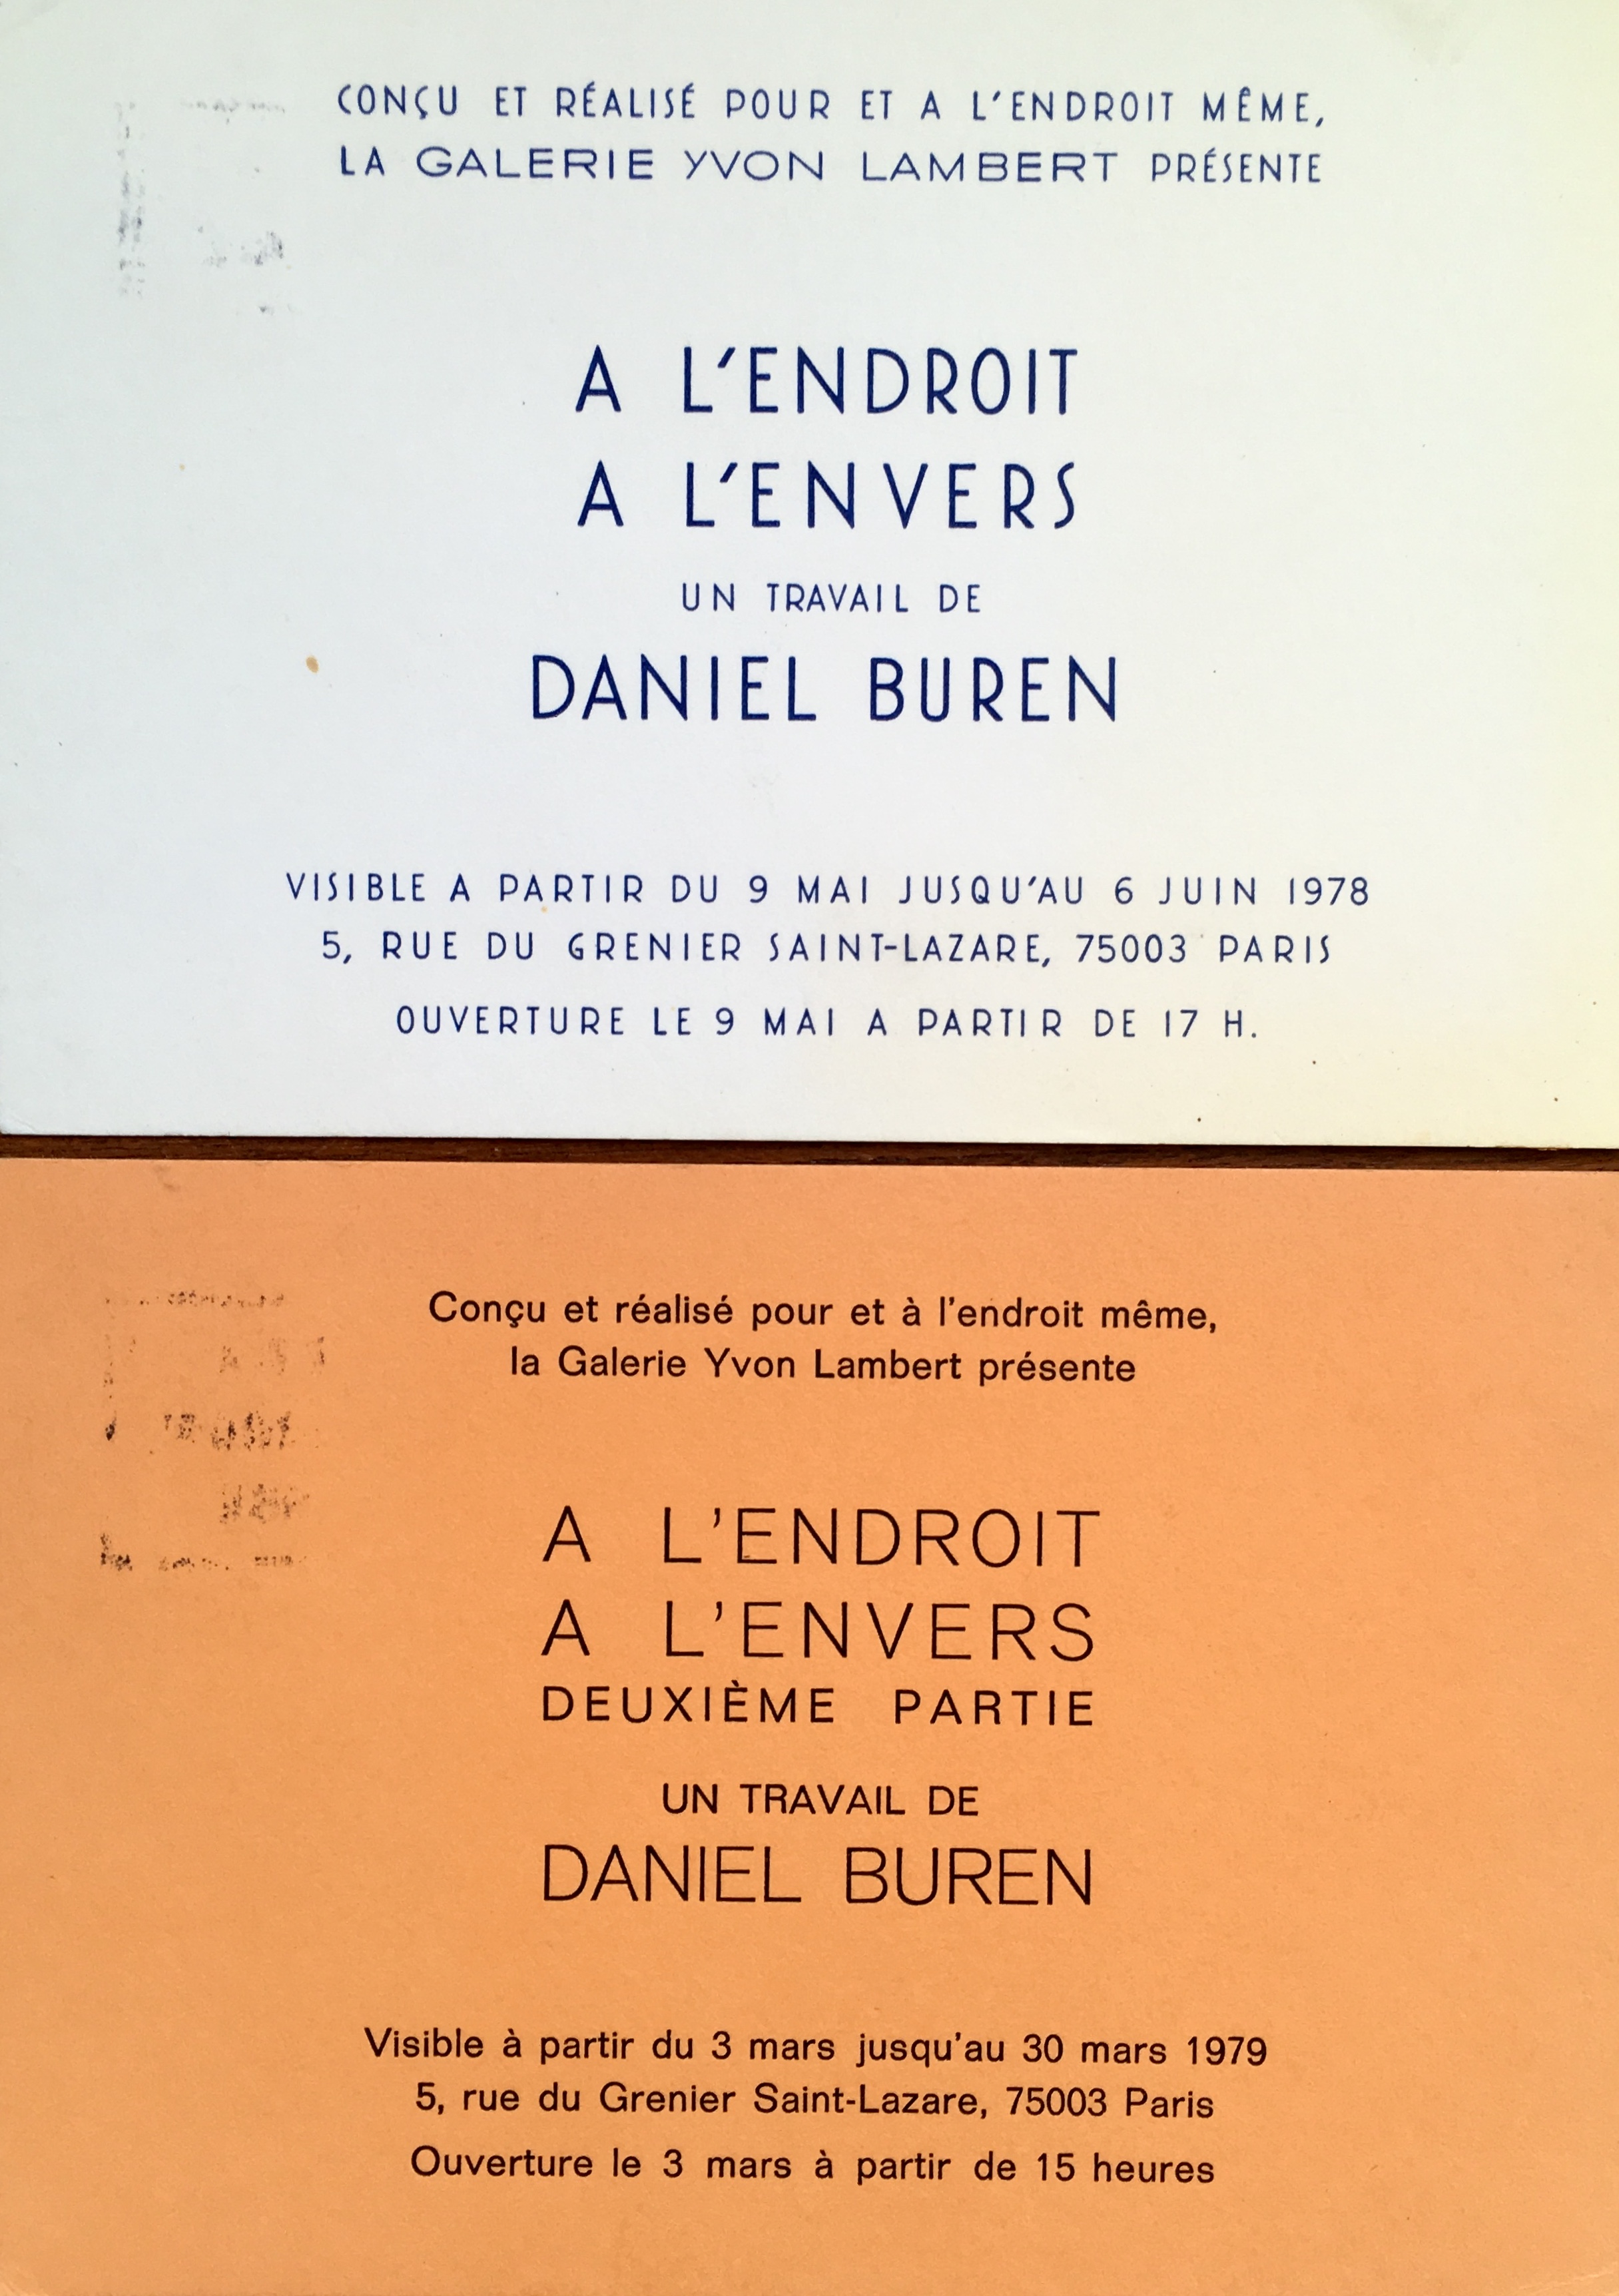 CONÇU ET RÉALISÉ POUR ET A L'ENDROIT MÊME,
LA GALERIE YVON LAMBERT PRÉSENTE
A L'ENDROIT
A L'ENVERS
UN TRAVAIL DE
DANIEL BUREN
VISIBLE A PARTIR DU 9 MAI JUSQU'AU 6 JUIN 1978
5, RUE DU GRENIER SAINT-LAZARE, 75003 PARIS
OUVERTURE LE 9 MAI A PARTIR DE 17 H.
Conçu et réalisé pour et à l'endroit même,
la Galerie Yvon Lambert présente
A L'ENDROIT
A L'ENVERS
DEUXIÈME PARTIE
UN TRAVAIL DE
DANIEL BUREN
Visible à partir du 3 mars jusqu'au 30 mars 1979
5, rue du Grenier Saint-Lazare, 75003 Paris
Ouverture le 3 mars à partir de 15 heures